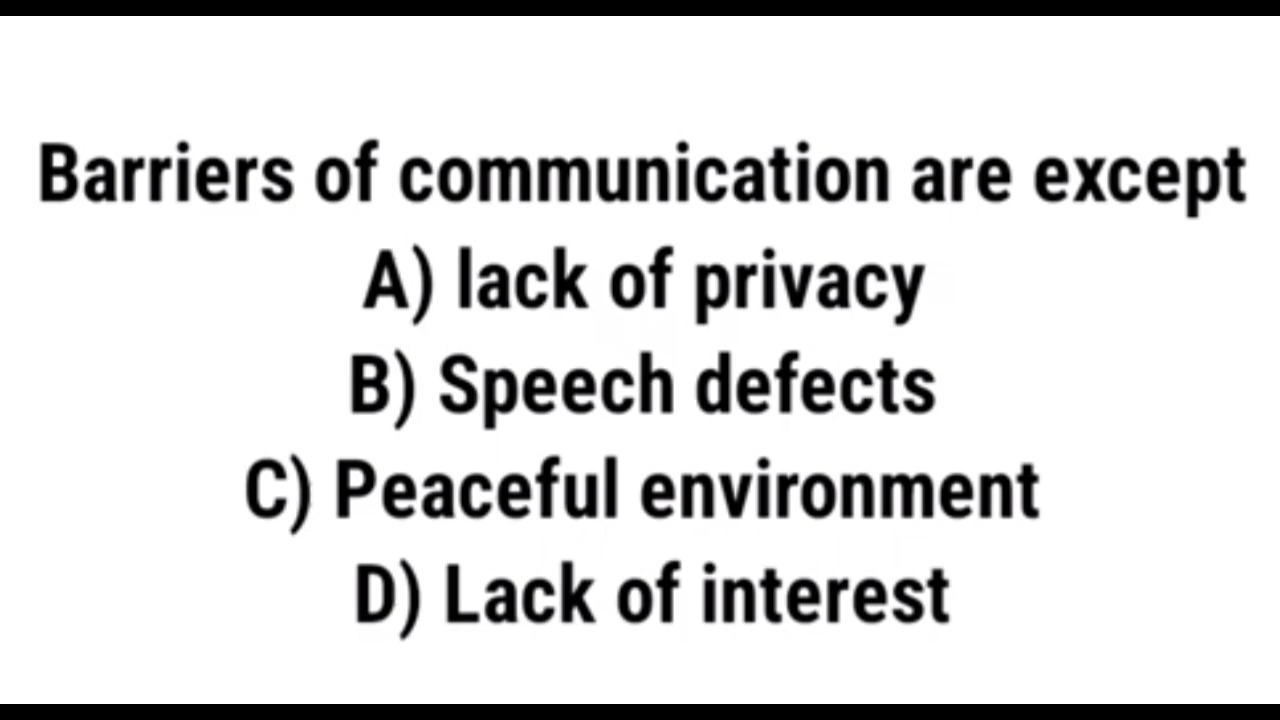 Barriers of communication are except
A) lack of privacy
B) Speech defects
C) Peaceful environment
D) Lack of interest